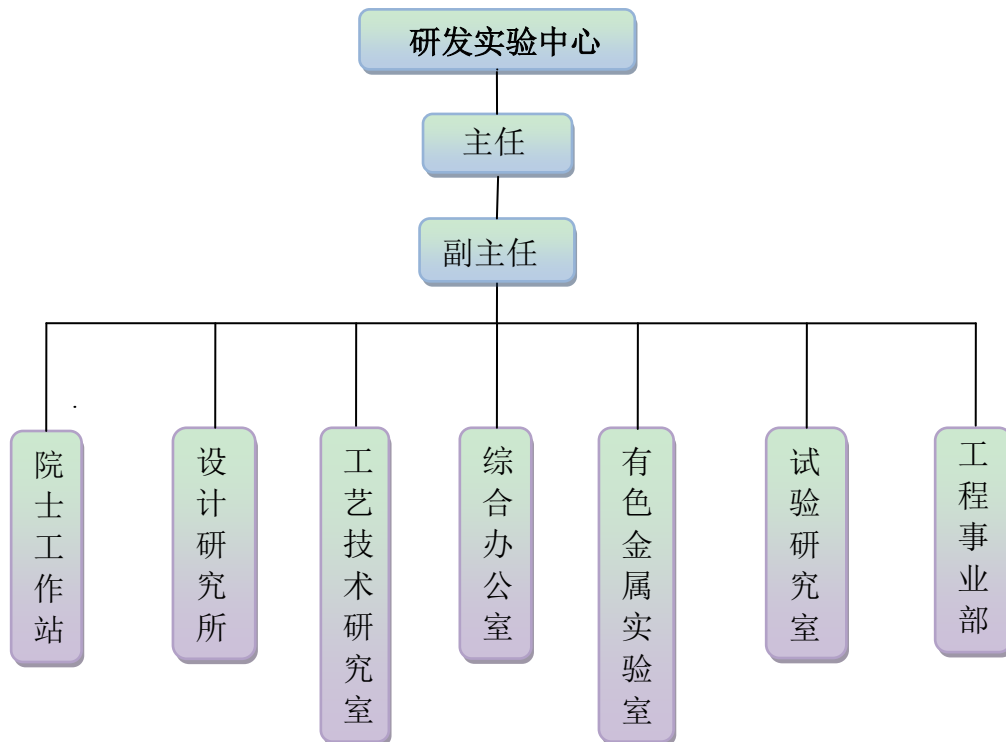 研发实验中心
主任
副主任
院士工作站
设计研究所
工艺技术研究室
综合办公室
有色金属实验室
试验研究室
工程事业部